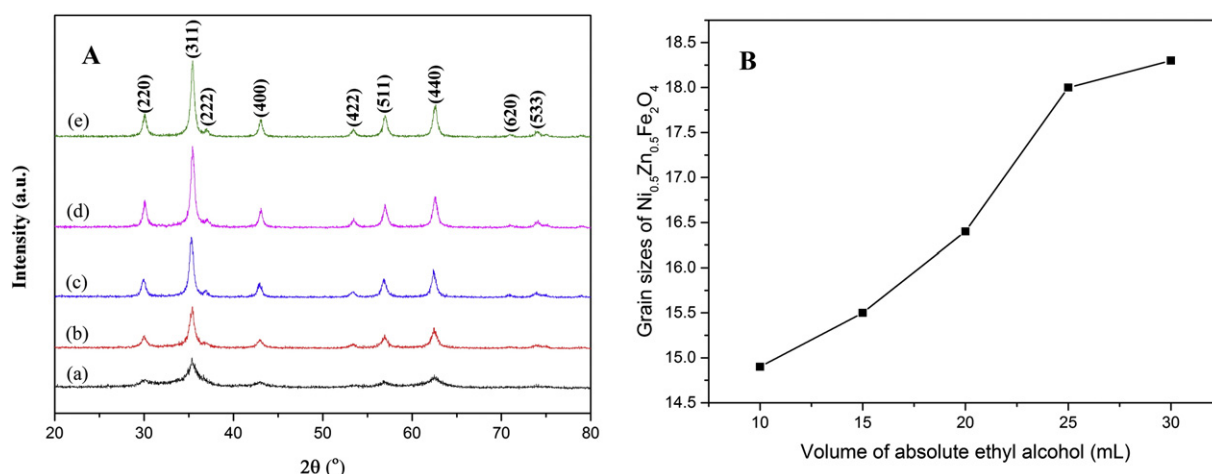 A
(220)
(311)
(222)
(400)
(422)
(511)
(440)
(620)
(533)
(e)
(d)
(c)
(b)
(a)
Intensity (a.u.)
20 30 40 50 60 70 80
2θ (°)
B
Grain sizes of Ni0.5Zn0.5Fe2O4
18.5
18.0
17.5
17.0
16.5
16.0
15.5
15.0
14.5
10 15 20 25 30
Volume of absolute ethyl alcohol (mL)